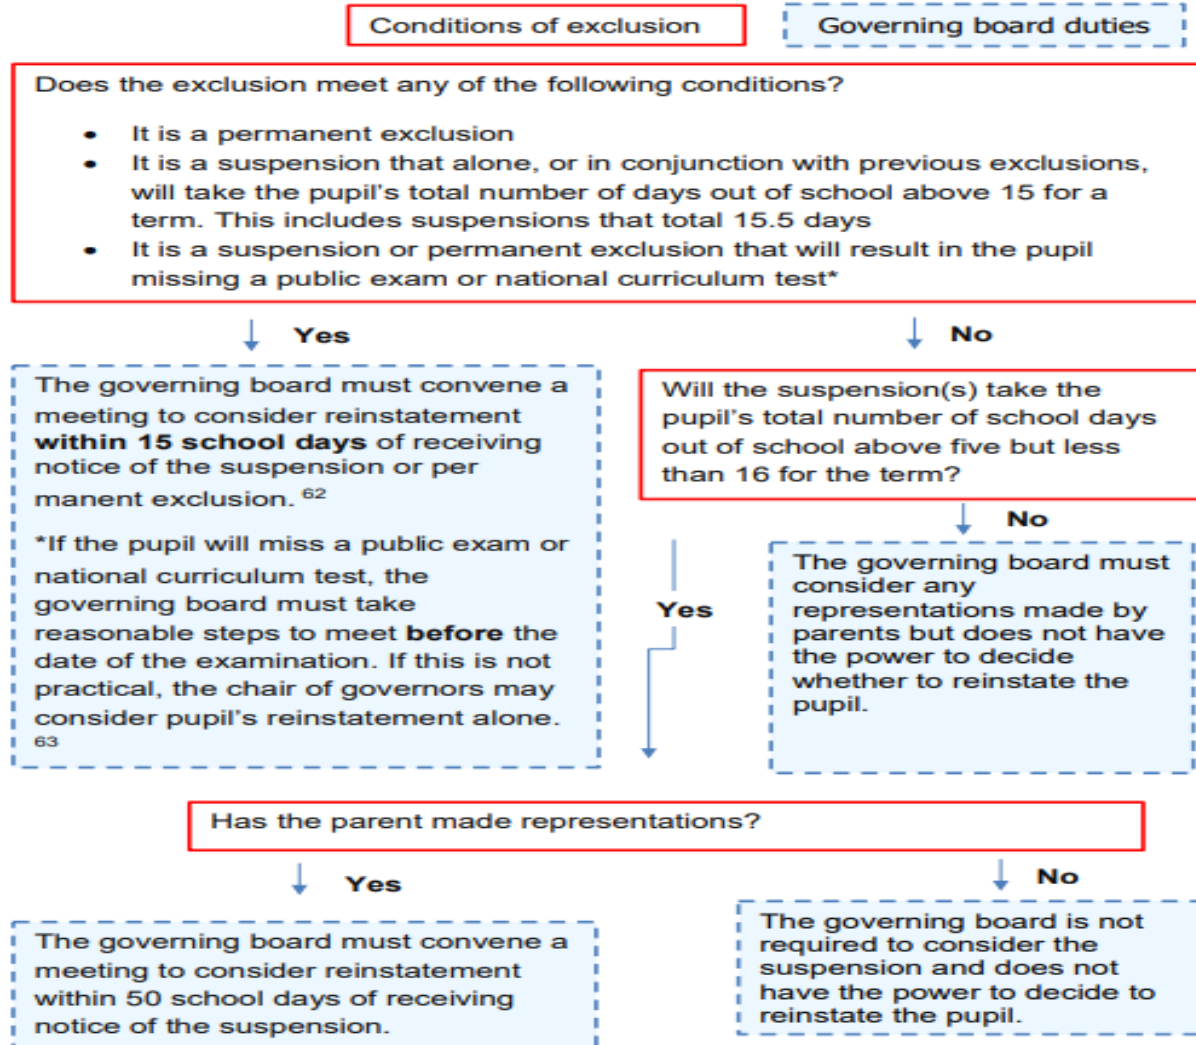 Conditions of exclusion
Governing board duties
Does the exclusion meet any of the following conditions?
• It is a permanent exclusion
• It is a suspension that alone, or in conjunction with previous exclusions,
will take the pupil's total number of days out of school above 15 for a
term. This includes suspensions that total 15.5 days
• It is a suspension or permanent exclusion that will result in the pupil
missing a public exam or national curriculum test*
Yes
No
The governing board must convene a
meeting to consider reinstatement
within 15 school days of receiving
notice of the suspension or per
manent exclusion. 62
*If the pupil will miss a public exam or
national curriculum test, the
governing board must take
reasonable steps to meet before the
date of the examination. If this is not
practical, the chair of governors may
consider pupil's reinstatement alone.
63
Will the suspension(s) take the
pupil's total number of school days
out of school above five but less
than 16 for the term?
No
Yes
The governing board must
consider any
representations made by
parents but does not have
the power to decide
whether to reinstate the
pupil.
Has the parent made representations?
Yes
No
The governing board must convene a
meeting to consider reinstatement
within 50 school days of receiving
notice of the suspension.
The governing board is not
required to consider the
suspension and does not
have the power to decide to
reinstate the pupil.